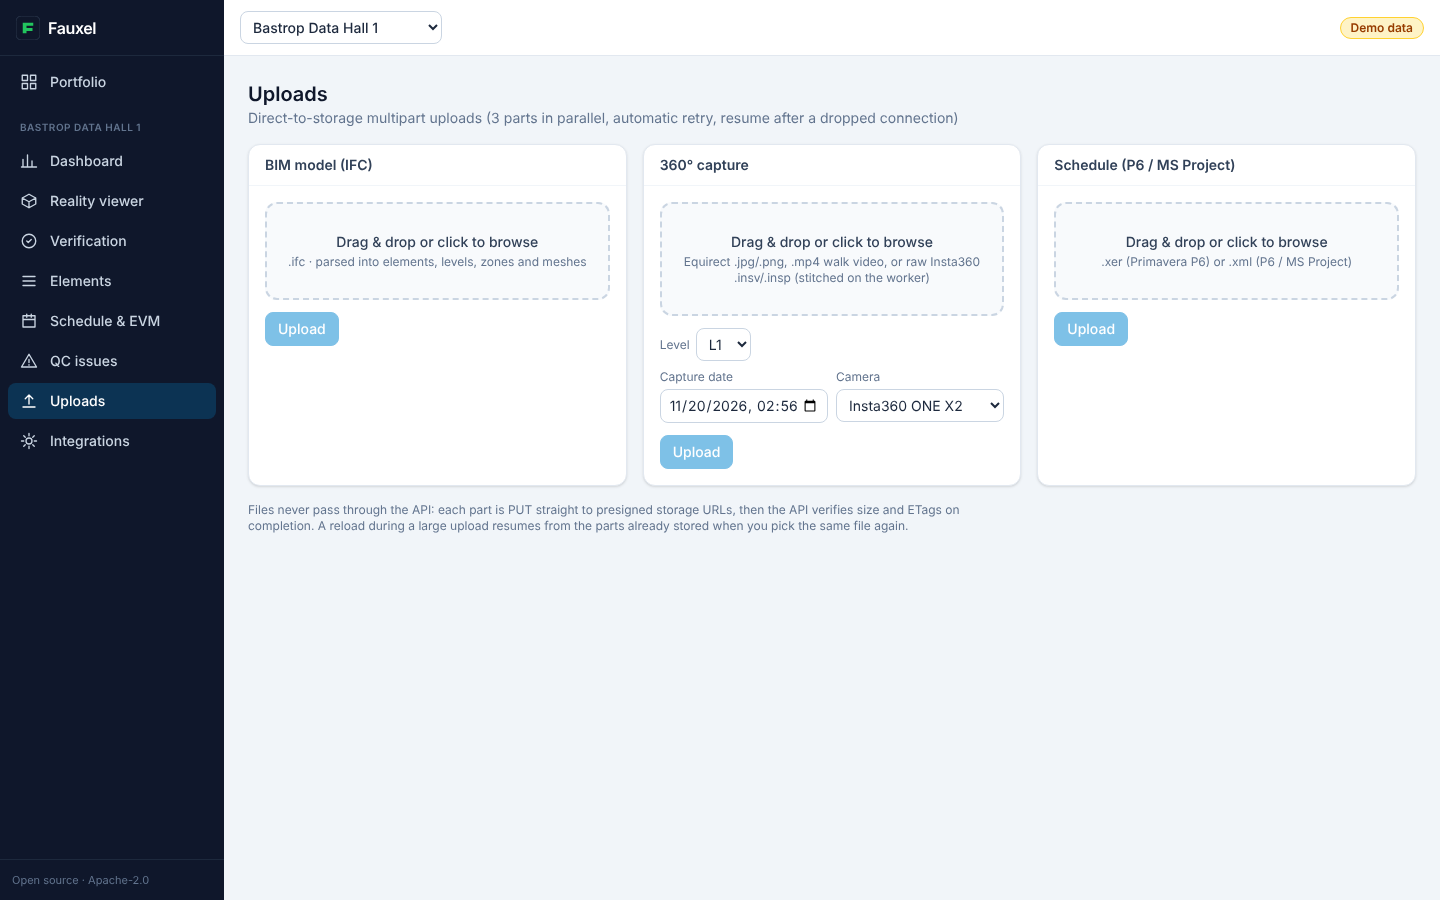 Fauxel
Bastrop Data Hall 1
Demo data
Portfolio
BASTROP DATA HALL 1
Dashboard
Reality viewer
Verification
Elements
Schedule & EVM
QC issues
Uploads
Integrations
Open source · Apache-2.0
Uploads
Direct-to-storage multipart uploads (3 parts in parallel, automatic retry, resume after a dropped connection)
BIM model (IFC)
Drag & drop or click to browse
.ifc · parsed into elements, levels, zones and meshes
Upload
360° capture
Drag & drop or click to browse
Equirect .jpg/.png, .mp4 walk video, or raw Insta360
.insv/.insp (stitched on the worker)
Level L1
Capture date
11/20/2026, 02:56
Camera
Insta360 ONE X2
Upload
Schedule (P6 / MS Project)
Drag & drop or click to browse
.xer (Primavera P6) or .xml (P6 / MS Project)
Upload
Files never pass through the API: each part is PUT straight to presigned storage URLs, then the API verifies size and ETags on
completion. A reload during a large upload resumes from the parts already stored when you pick the same file again.